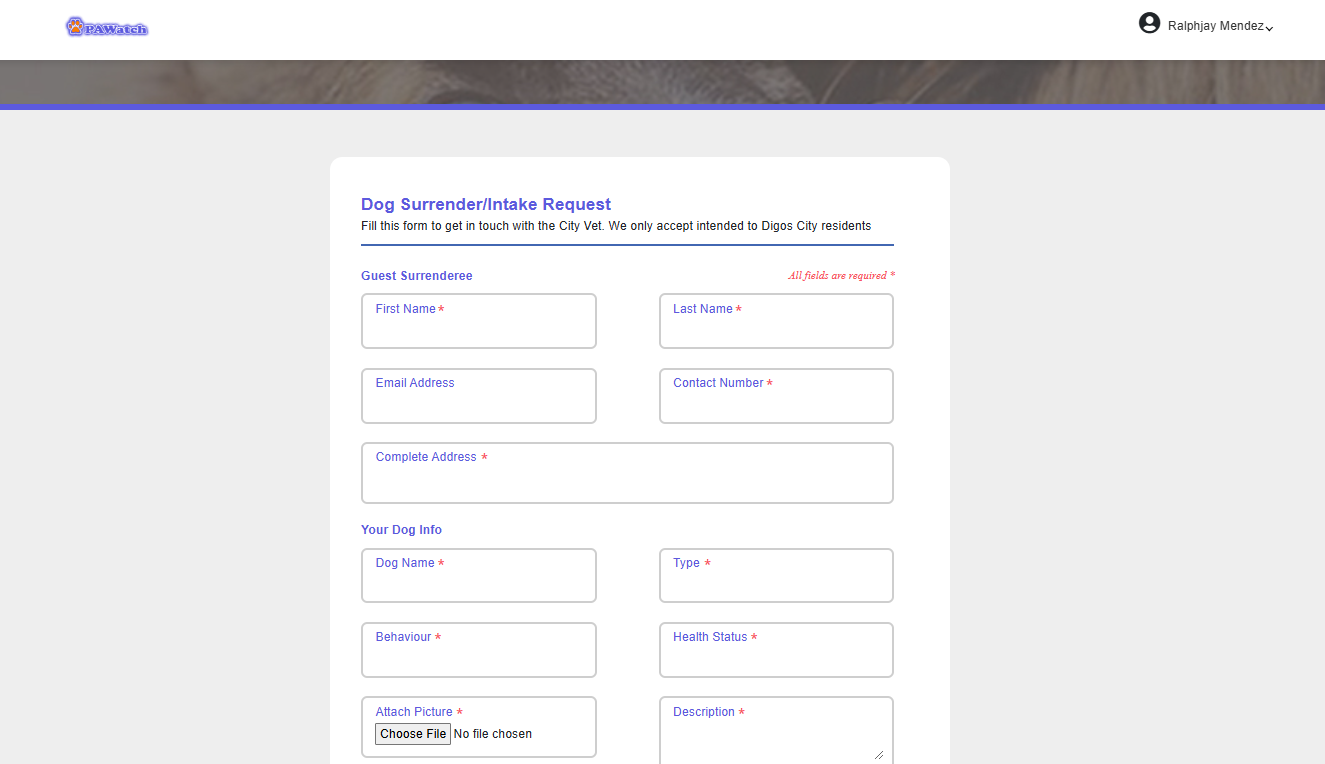 PAWatch
Ralphjay Mendez
Dog Surrender/Intake Request
Fill this form to get in touch with the City Vet. We only accept intended to Digos City residents
Guest Surrenderee
All fields are required *
First Name *
Last Name *
Email Address
Contact Number *
Complete Address *
Your Dog Info
Dog Name *
Type *
Behaviour *
Health Status *
Attach Picture *
Description *
Choose File No file chosen